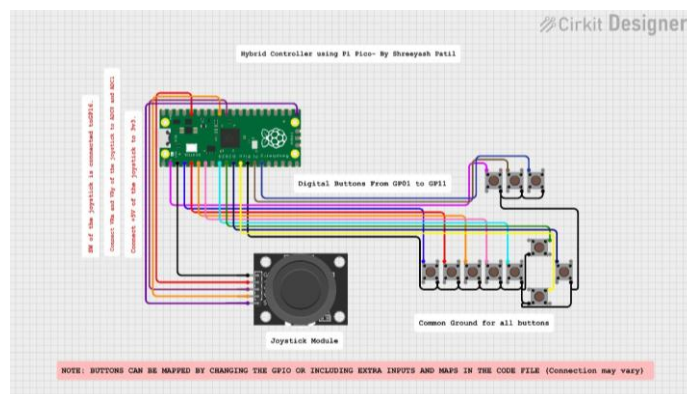 Cirkit Designer
Hybrid Controller using Pi Pico- By Shreeyash Patil
SW of the joystick is connected toGP16.
Connect VRx and VRy of the joystick to ADC0 and ADC1
Connect +5V of the joystick to 3v3.
Digital Buttons From GP01 to GP11
Common Ground for all buttons
Joystick Module
NOTE: BUTTONS CAN BE MAPPED BY CHANGING THE GPIO OR INCLUDING EXTRA INPUTS AND MAPS IN THE CODE FILE (Connection may vary)